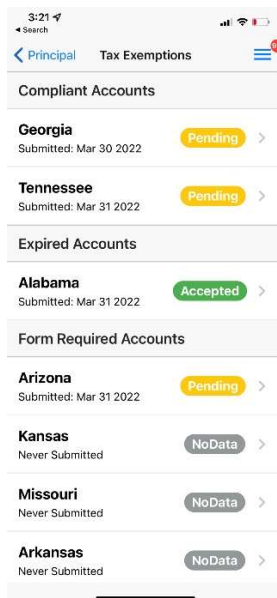 3:21
Search
Principal
Tax Exemptions
Compliant Accounts
Georgia
Pending
Submitted: Mar 30 2022
Tennessee
Pending
Submitted: Mar 31 2022
Expired Accounts
Alabama
Accepted
Submitted: Mar 31 2022
Form Required Accounts
Arizona
Pending
Submitted: Mar 31 2022
Kansas
NoData
Never Submitted
Missouri
NoData
Never Submitted
Arkansas
NoData
Never Submitted